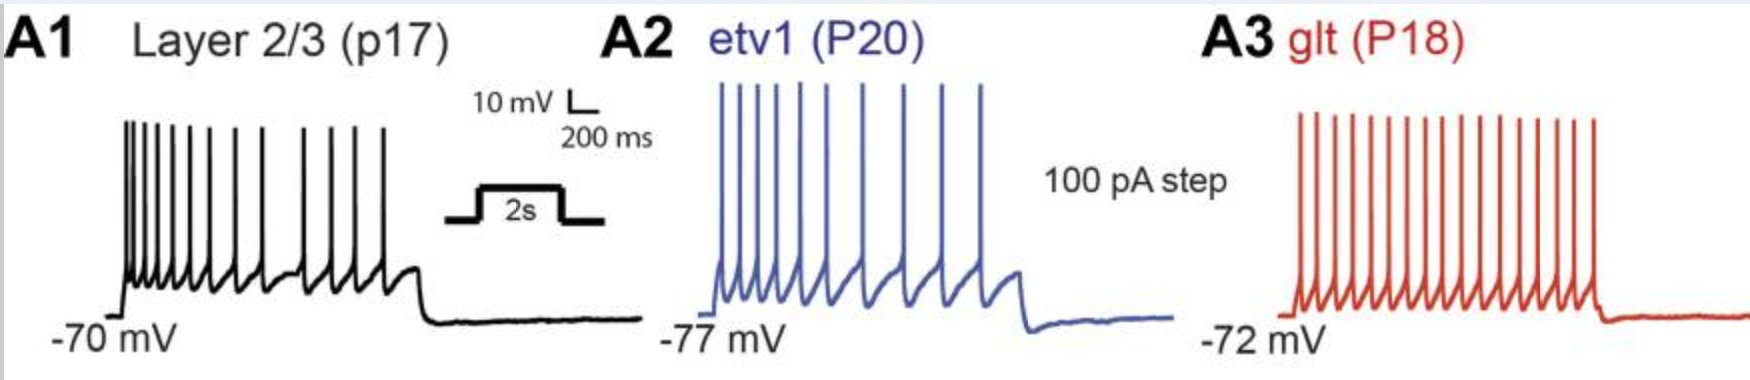 A1 Layer 2/3 (p17)
10 mV
200 ms
2s
-70 mV
A2 etv1 (P20)
100 pA step
-77 mV
A3 glt (P18)
-72 mV